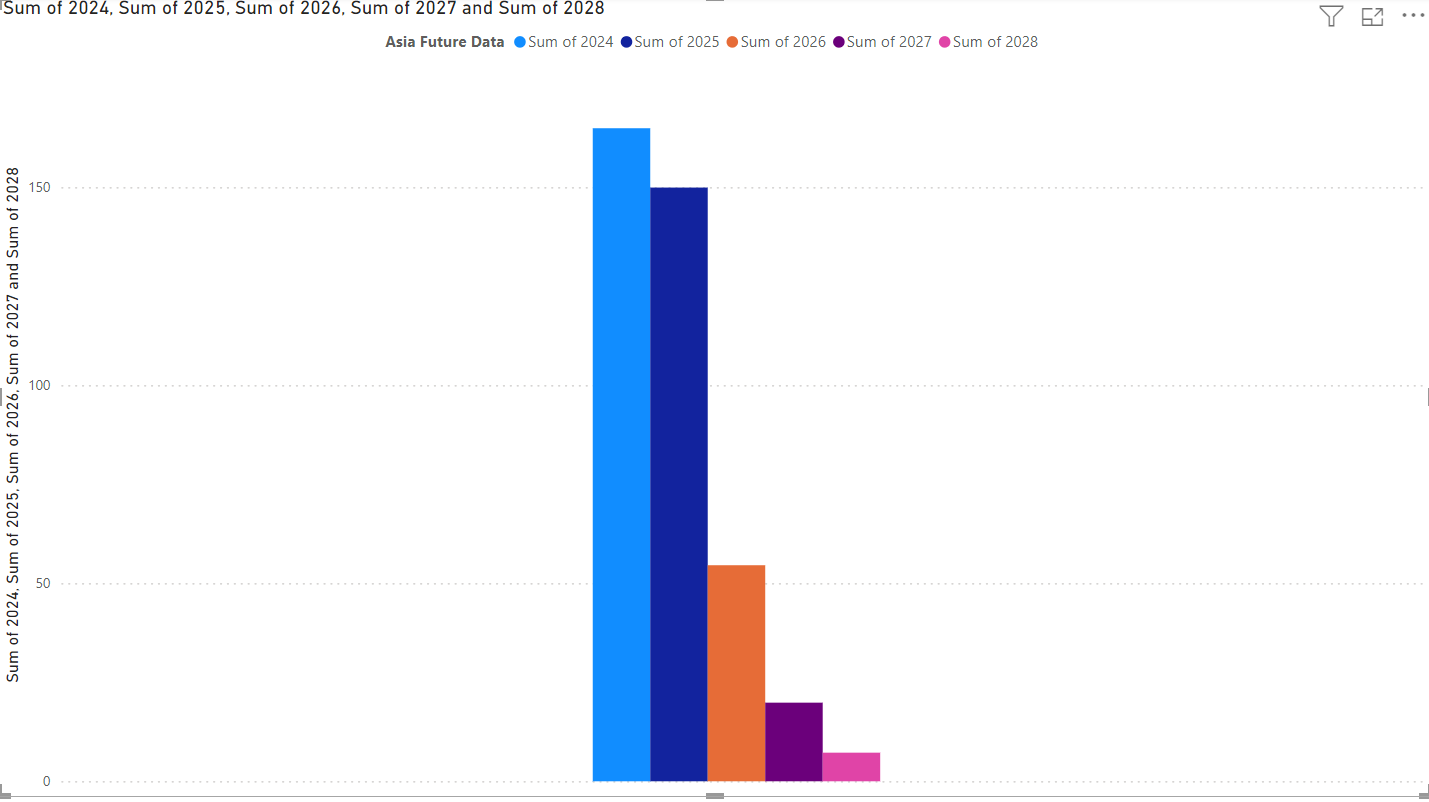 Sum of 2024, Sum of 2025, Sum of 2026, Sum of 2027 and Sum of 2028
Asia Future Data Sum of 2024 Sum of 2025 Sum of 2026 Sum of 2027 Sum of 2028
Sum of 2024, Sum of 2025, Sum of 2026, Sum of 2027 and Sum of 2028
150
100
50
0